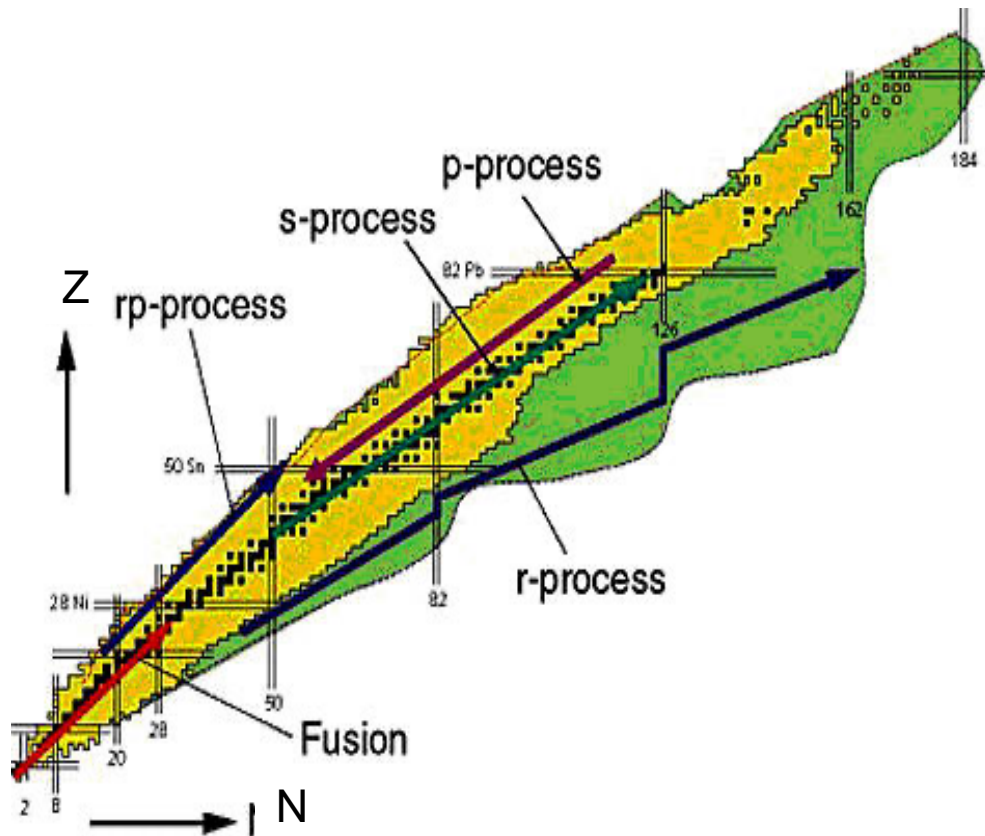 p-process
s-process
184
162
Z
82 Pb
rp-process
126
50 Sn
r-process
82
28 Ni
50
28
Fusion
20
2
8
N